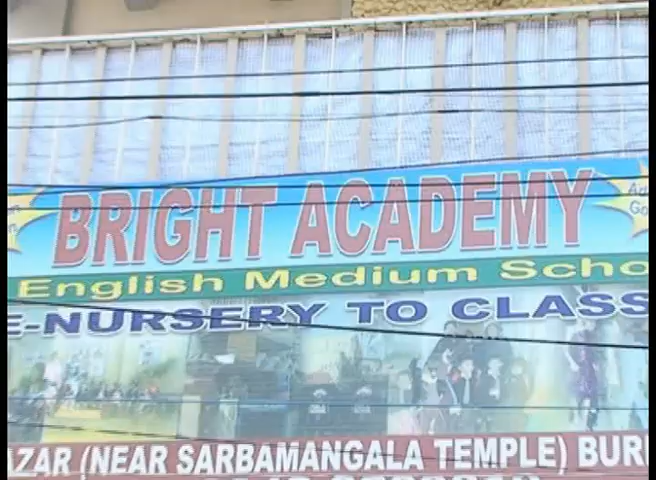 BRIGHT ACADEMY
English Medium Scho
E-NURSERY TO CLASS
AZAR (NEAR SARBAMANGALA TEMPLE) BUR